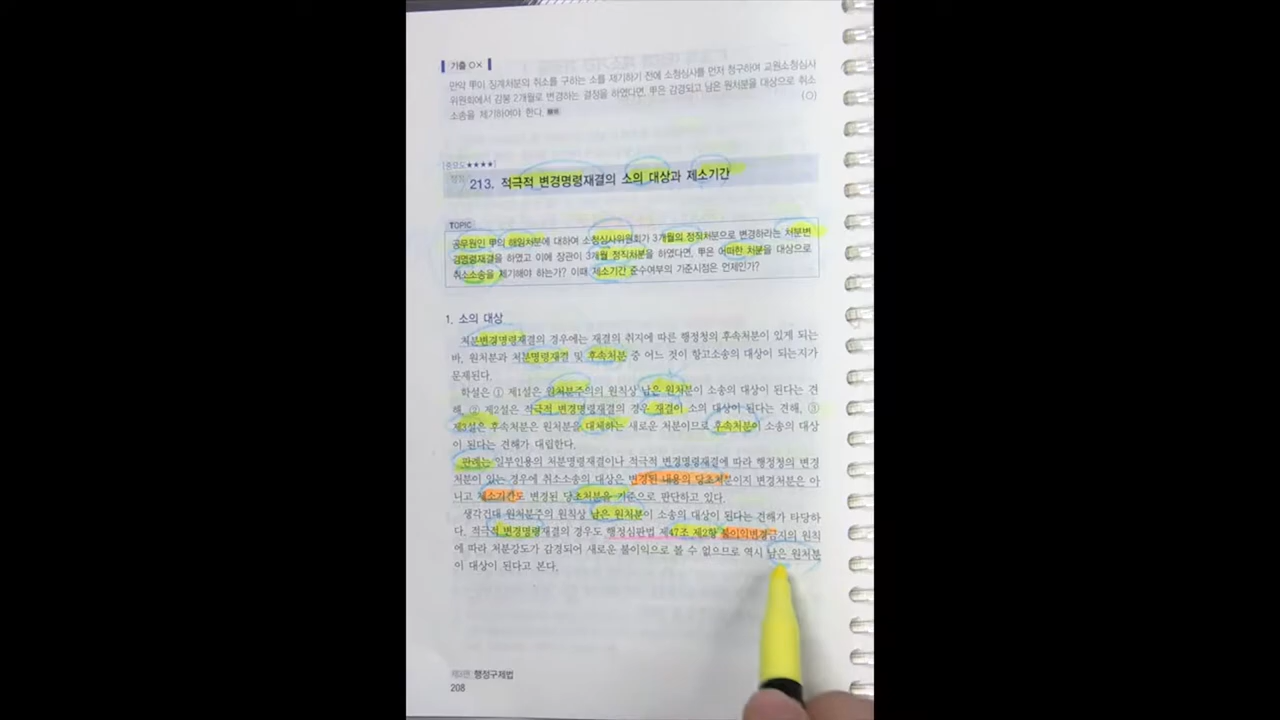 기출 OX
만약 甲이 징계처분의 취소를 구하는 소를 제기하기 전에 소청심사를 먼저 청구하여 교원소청심사
위원회에서 감봉 2개월로 변경하는 결정을 하였다면, 甲은 감경되고 남은 원처분을 대상으로 취소
소송을 제기하여야 한다. (O)
[중요도★★★★]
213. 적극적 변경명령재결의 소의 대상과 제소기간
TOPIC
공무원인 甲의 해임처분에 대하여 소청심사위원회가 3개월의 정직처분으로 변경하라는 처분변
경명령재결을 하였고 이에 장관이 3개월 정직처분을 하였다면, 甲은 어떠한 처분을 대상으로
취소소송을 제기해야 하는가? 이때 제소기간 준수여부의 기준시점은 언제인가?
1. 소의 대상
처분변경명령재결의 경우에는 재결의 취지에 따른 행정청의 후속처분이 있게 되는
바, 원처분과 처분명령재결 및 후속처분 중 어느 것이 항고소송의 대상이 되는지가
문제된다.
학설은 ① 제1설은 원처분주의의 원칙상 남은 원처분이 소송의 대상이 된다는 견
해, ② 제2설은 적극적 변경명령재결의 경우 재결이 소의 대상이 된다는 견해, ③
제3설은 후속처분은 원처분을 대체하는 새로운 처분이므로 후속처분이 소송의 대상
이 된다는 견해가 대립한다.
판례는 일부인용의 처분명령재결이나 적극적 변경명령재결에 따라 행정청의 변경
처분이 있는 경우에 취소소송의 대상은 변경된 내용의 당초처분이지 변경처분은 아
니고 제소기간도 변경된 당초처분을 기준으로 판단하고 있다.
생각건대 원처분주의 원칙상 남은 원처분이 소송의 대상이 된다는 견해가 타당하
다. 적극적 변경명령재결의 경우도 행정심판법 제47조 제2항 불이익변경금지의 원칙
에 따라 처분강도가 감경되어 새로운 불이익으로 볼 수 없으므로 역시 남은 원처분
이 대상이 된다고 본다.
행정구제법
208